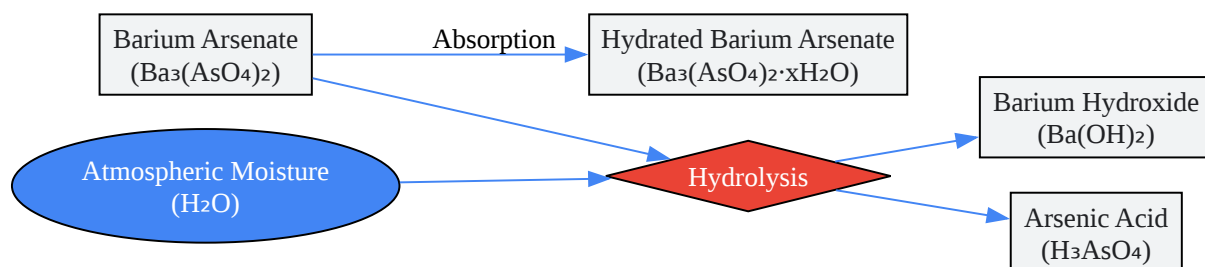 Barium Arsenate
(Ba₃(AsO₄)₂)
Absorption
Hydrated Barium Arsenate
(Ba₃(AsO₄)₂·xH₂O)
Barium Hydroxide
(Ba(OH)₂)
Atmospheric Moisture
(H₂O)
Hydrolysis
Arsenic Acid
(H₃AsO₄)